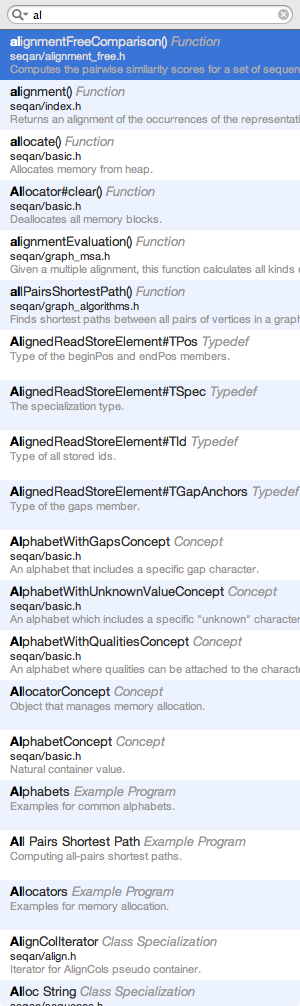 al
alignmentFreeComparison() Function
seqan/alignment_free.h
Computes the pairwise similarity scores for a set of sequen
alignment() Function
seqan/index.h
Returns an alignment of the occurrences of the representati
allocate() Function
seqan/basic.h
Allocates memory from heap.
Allocator#clear() Function
seqan/basic.h
Deallocates all memory blocks.
alignmentEvaluation() Function
seqan/graph_msa.h
Given a multiple alignment, this function calculates all kinds o
allPairsShortestPath() Function
seqan/graph_algorithms.h
Finds shortest paths between all pairs of vertices in a graph
AlignedReadStoreElement#TPos Typedef
Type of the beginPos and endPos members.
AlignedReadStoreElement#TSpec Typedef
The specialization type.
AlignedReadStoreElement#TId Typedef
Type of all stored ids.
AlignedReadStoreElement#TGapAnchors Typedef
Type of the gaps member.
AlphabetWithGapsConcept Concept
seqan/basic.h
An alphabet that includes a specific gap character.
AlphabetWithUnknownValueConcept Concept
seqan/basic.h
An alphabet which includes a specific "unknown" character
AlphabetWithQualitiesConcept Concept
seqan/basic.h
An alphabet where qualities can be attached to the characte
AllocatorConcept Concept
Object that manages memory allocation.
AlphabetConcept Concept
seqan/basic.h
Natural container value.
Alphabets Example Program
Examples for common alphabets.
All Pairs Shortest Path Example Program
Computing all-pairs shortest paths.
Allocators Example Program
Examples for memory allocation.
AlignColIterator Class Specialization
seqan/align.h
Iterator for AlignCols pseudo container.
Alloc String Class Specialization
seqan/sequence.h